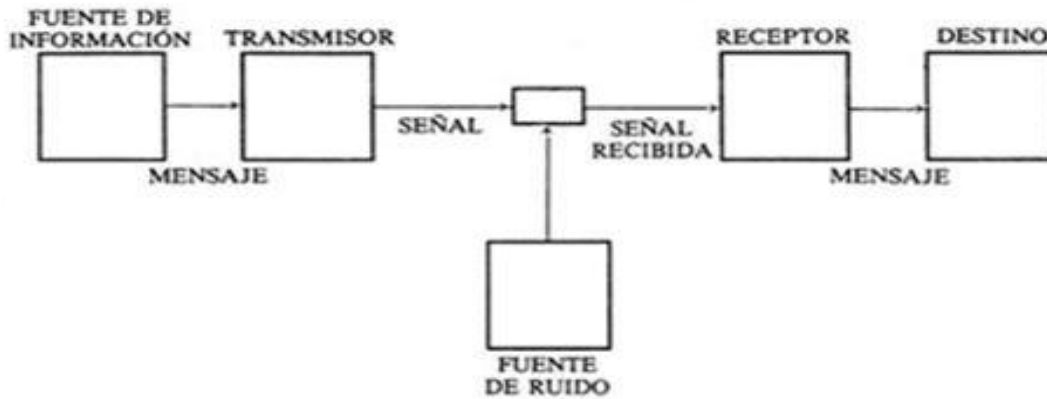 FUENTE DE
INFORMACIÓN
TRANSMISOR
RECEPTOR
DESTINO
SEÑAL
SEÑAL
RECIBIDA
MENSAJE
MENSAJE
FUENTE
DE RUIDO